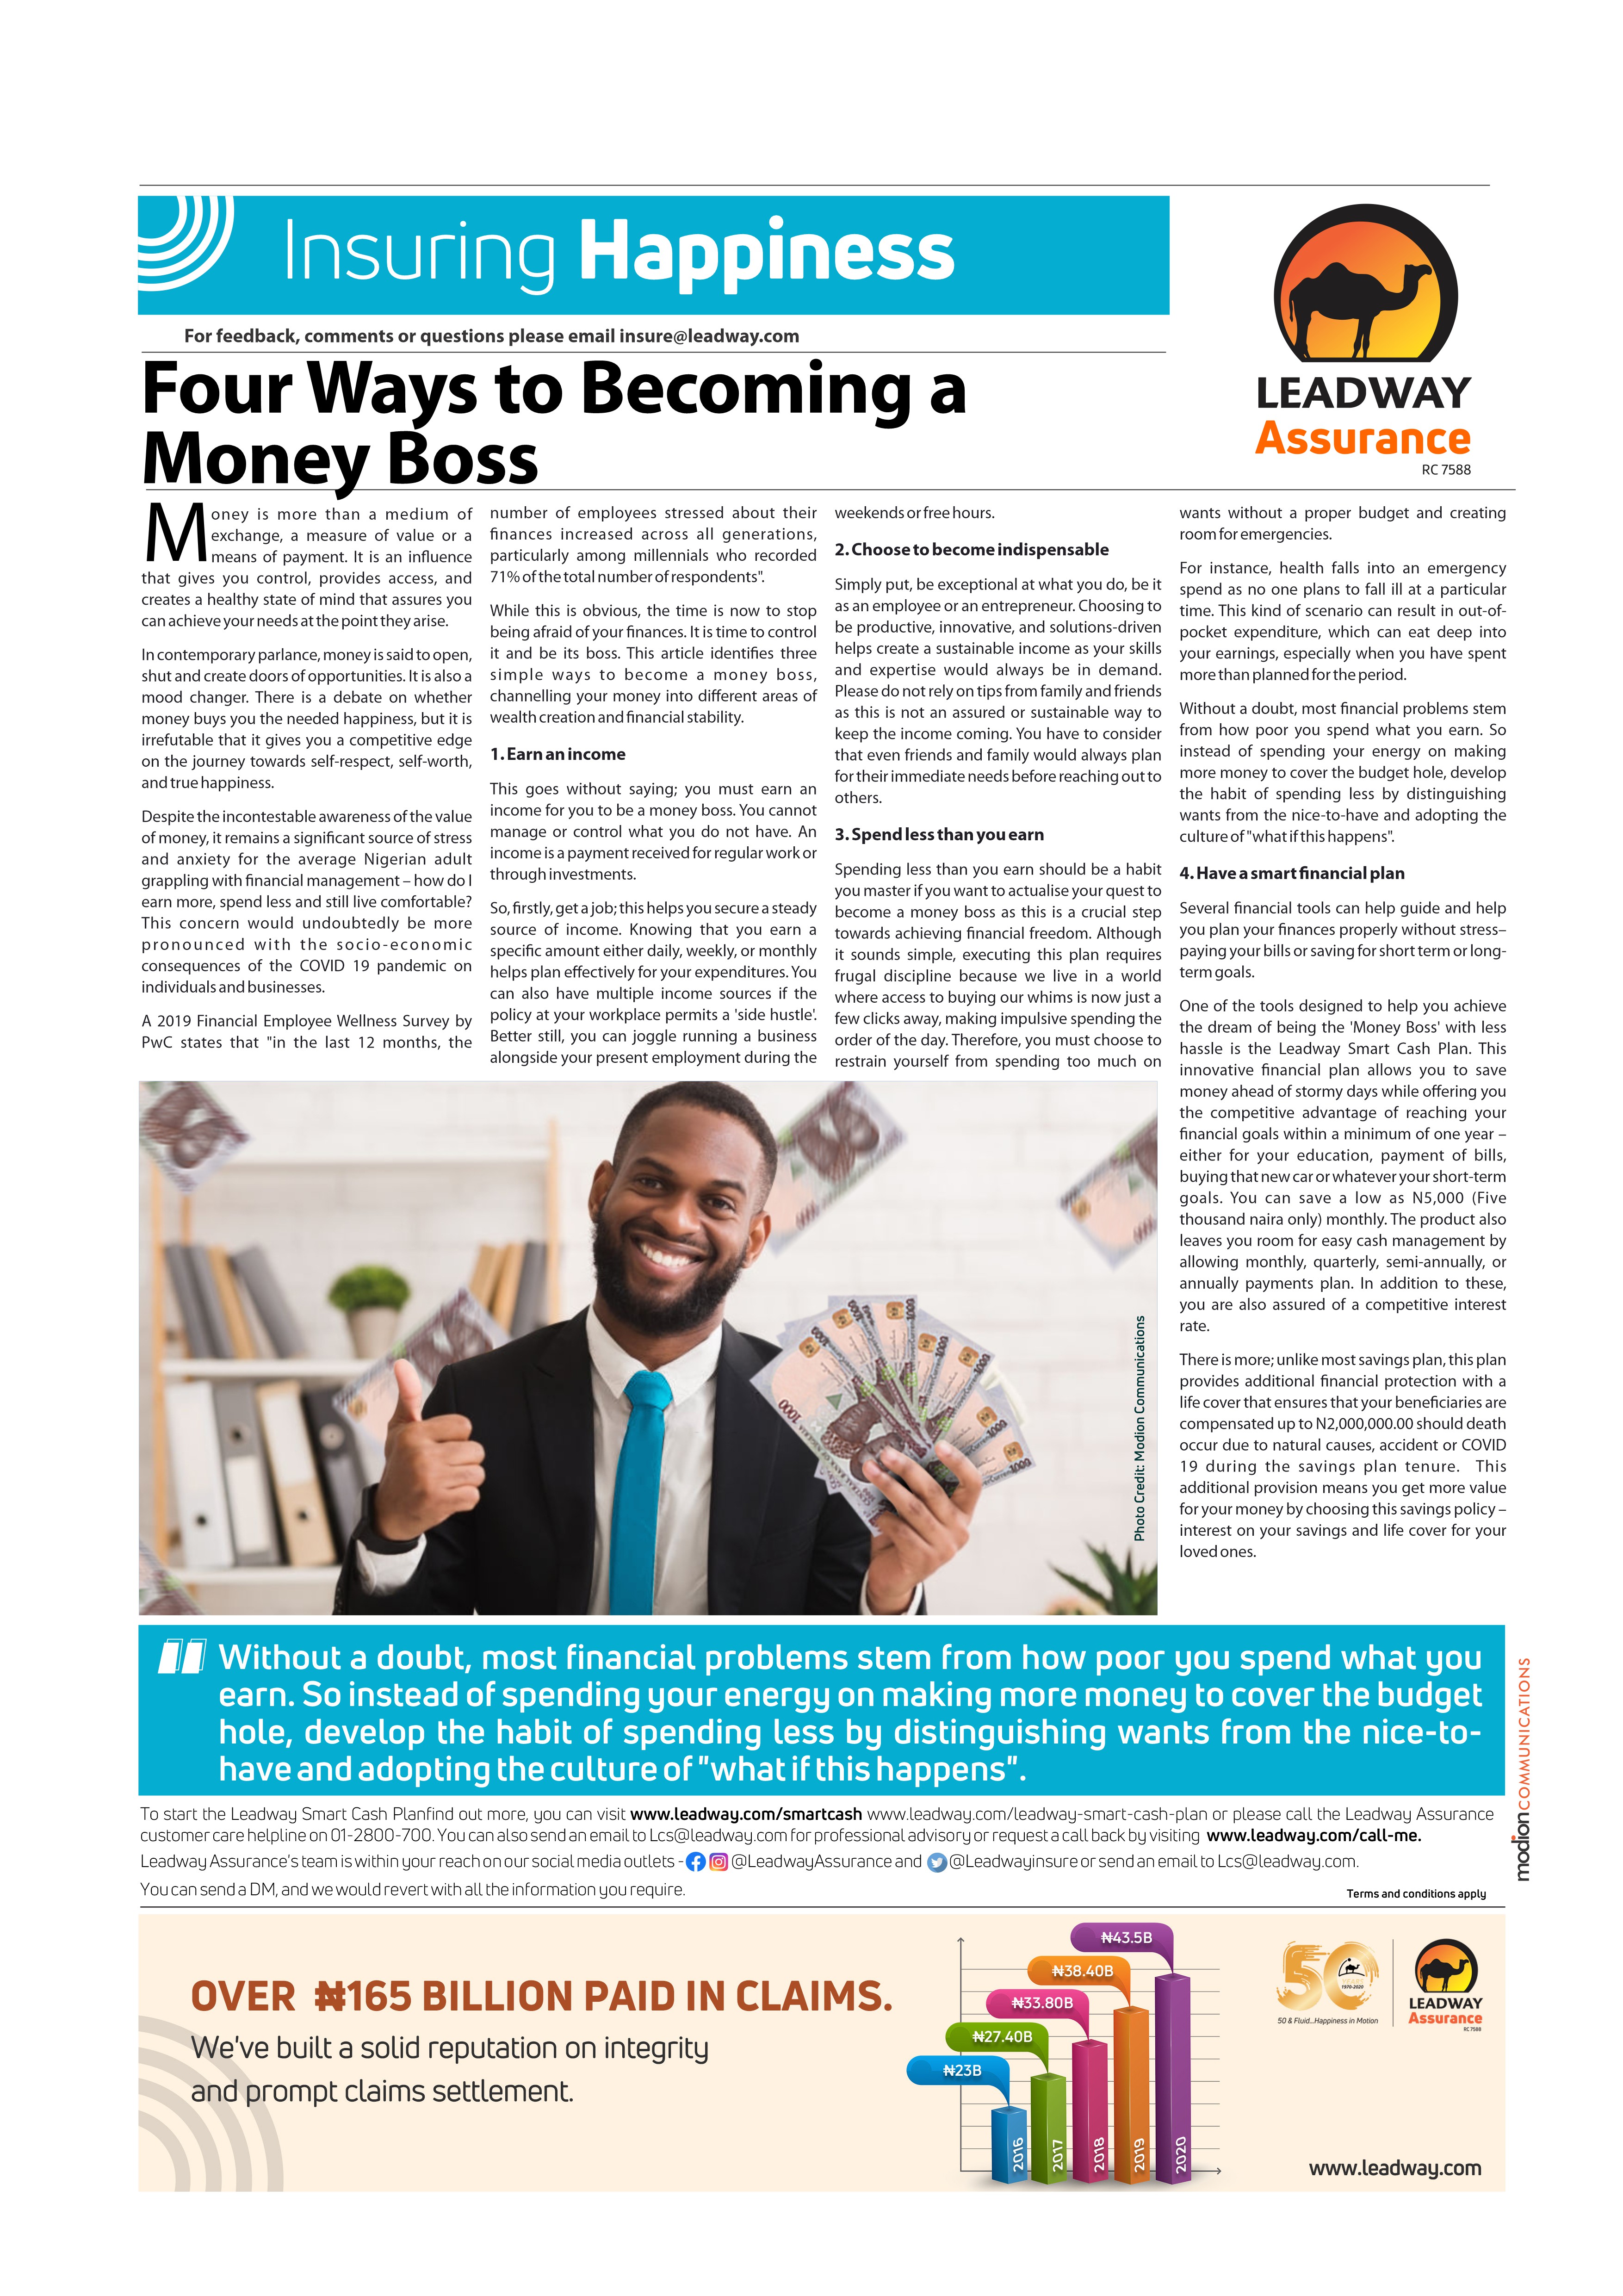 Insuring Happiness
For feedback, comments or questions please email insure@leadway.com
LEADWAY
Assurance
RC 7588
Four Ways to Becoming a
Money Boss
Money is more than a medium of
exchange, a measure of value or a
means of payment. It is an influence
that gives you control, provides access, and
creates a healthy state of mind that assures you
can achieve your needs at the point they arise.
In contemporary parlance, money is said to open,
shut and create doors of opportunities. It is also a
mood changer. There is a debate on whether
money buys you the needed happiness, but it is
irrefutable that it gives you a competitive edge
on the journey towards self-respect, self-worth,
and true happiness.
Despite the incontestable awareness of the value
of money, it remains a significant source of stress
and anxiety for the average Nigerian adult
grappling with financial management – how do I
earn more, spend less and still live comfortable?
This concern would undoubtedly be more
pronounced with the socio-economic
consequences of the COVID 19 pandemic on
individuals and businesses.
A 2019 Financial Employee Wellness Survey by
PwC states that "in the last 12 months, the
number of employees stressed about their
finances increased across all generations,
particularly among millennials who recorded
71% of the total number of respondents".
While this is obvious, the time is now to stop
being afraid of your finances. It is time to control
it and be its boss. This article identifies three
simple ways to become a money boss,
channelling your money into different areas of
wealth creation and financial stability.
1. Earn an income
This goes without saying; you must earn an
income for you to be a money boss. You cannot
manage or control what you do not have. An
income is a payment received for regular work or
through investments.
So, firstly, get a job; this helps you secure a steady
source of income. Knowing that you earn a
specific amount either daily, weekly, or monthly
helps plan effectively for your expenditures. You
can also have multiple income sources if the
policy at your workplace permits a 'side hustle'.
Better still, you can joggle running a business
alongside your present employment during the
weekends or free hours.
2. Choose to become indispensable
Simply put, be exceptional at what you do, be it
as an employee or an entrepreneur. Choosing to
be productive, innovative, and solutions-driven
helps create a sustainable income as your skills
and expertise would always be in demand.
Please do not rely on tips from family and friends
as this is not an assured or sustainable way to
keep the income coming. You have to consider
that even friends and family would always plan
for their immediate needs before reaching out to
others.
3. Spend less than you earn
Spending less than you earn should be a habit
you master if you want to actualise your quest to
become a money boss as this is a crucial step
towards achieving financial freedom. Although
it sounds simple, executing this plan requires
frugal discipline because we live in a world
where access to buying our whims is now just a
few clicks away, making impulsive spending the
order of the day. Therefore, you must choose to
restrain yourself from spending too much on
wants without a proper budget and creating
room for emergencies.
For instance, health falls into an emergency
spend as no one plans to fall ill at a particular
time. This kind of scenario can result in out-of-
pocket expenditure, which can eat deep into
your earnings, especially when you have spent
more than planned for the period.
Without a doubt, most financial problems stem
from how poor you spend what you earn. So
instead of spending your energy on making
more money to cover the budget hole, develop
the habit of spending less by distinguishing
wants from the nice-to-have and adopting the
culture of "what if this happens".
4. Have a smart financial plan
Several financial tools can help guide and help
you plan your finances properly without stress–
paying your bills or saving for short term or long-
term goals.
One of the tools designed to help you achieve
the dream of being the 'Money Boss' with less
hassle is the Leadway Smart Cash Plan. This
innovative financial plan allows you to save
money ahead of stormy days while offering you
the competitive advantage of reaching your
financial goals within a minimum of one year –
either for your education, payment of bills,
buying that new car or whatever your short-term
goals. You can save a low as N5,000 (Five
thousand naira only) monthly. The product also
leaves you room for easy cash management by
allowing monthly, quarterly, semi-annually, or
annually payments plan. In addition to these,
you are also assured of a competitive interest
rate.
There is more; unlike most savings plan, this plan
provides additional financial protection with a
life cover that ensures that your beneficiaries are
compensated up to N2,000,000.00 should death
occur due to natural causes, accident or COVID
19 during the savings plan tenure. This
additional provision means you get more value
for your money by choosing this savings policy –
interest on your savings and life cover for your
loved ones.
1000
1000
1000
1000
1000
Photo Credit: Modion Communications
Without a doubt, most financial problems stem from how poor you spend what you
earn. So instead of spending your energy on making more money to cover the budget
hole, develop the habit of spending less by distinguishing wants from the nice-to-
have and adopting the culture of "what if this happens".
modion COMMUNICATIONS
To start the Leadway Smart Cash Planfind out more, you can visit www.leadway.com/smartcash www.leadway.com/leadway-smart-cash-plan or please call the Leadway Assurance
customer care helpline on 01-2800-700. You can also send an email to Lcs@leadway.com for professional advisory or request a call back by visiting www.leadway.com/call-me.
Leadway Assurance's team is within your reach on our social media outlets - @LeadwayAssurance and @Leadwayinsure or send an email to Lcs@leadway.com.
You can send a DM, and we would revert with all the information you require.
Terms and conditions apply
OVER ₦165 BILLION PAID IN CLAIMS.
We've built a solid reputation on integrity
and prompt claims settlement.
₦43.5B
₦38.40B
₦33.80B
₦27.40B
₦23B
2016
2017
2018
2019
2020
50
1970-2020
50 & Fluid...Happiness in Motion
LEADWAY
Assurance
RC 7588
www.leadway.com